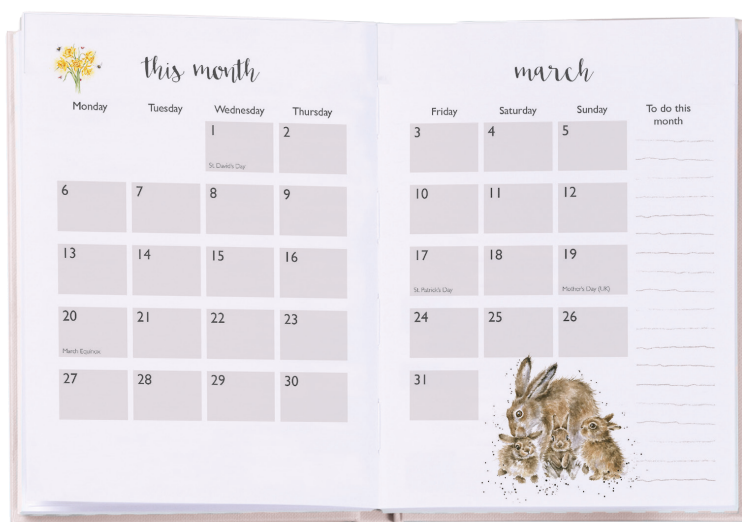 this month
march
Monday Tuesday Wednesday Thursday
Friday Saturday Sunday
To do this
month
1 2
3 4 5
St. David's Day
6 7 8 9
10 11 12
13 14 15 16
17 18 19
St. Patrick's Day
Mother's Day (UK)
20 21 22 23
24 25 26
March Equinox
27 28 29 30
31